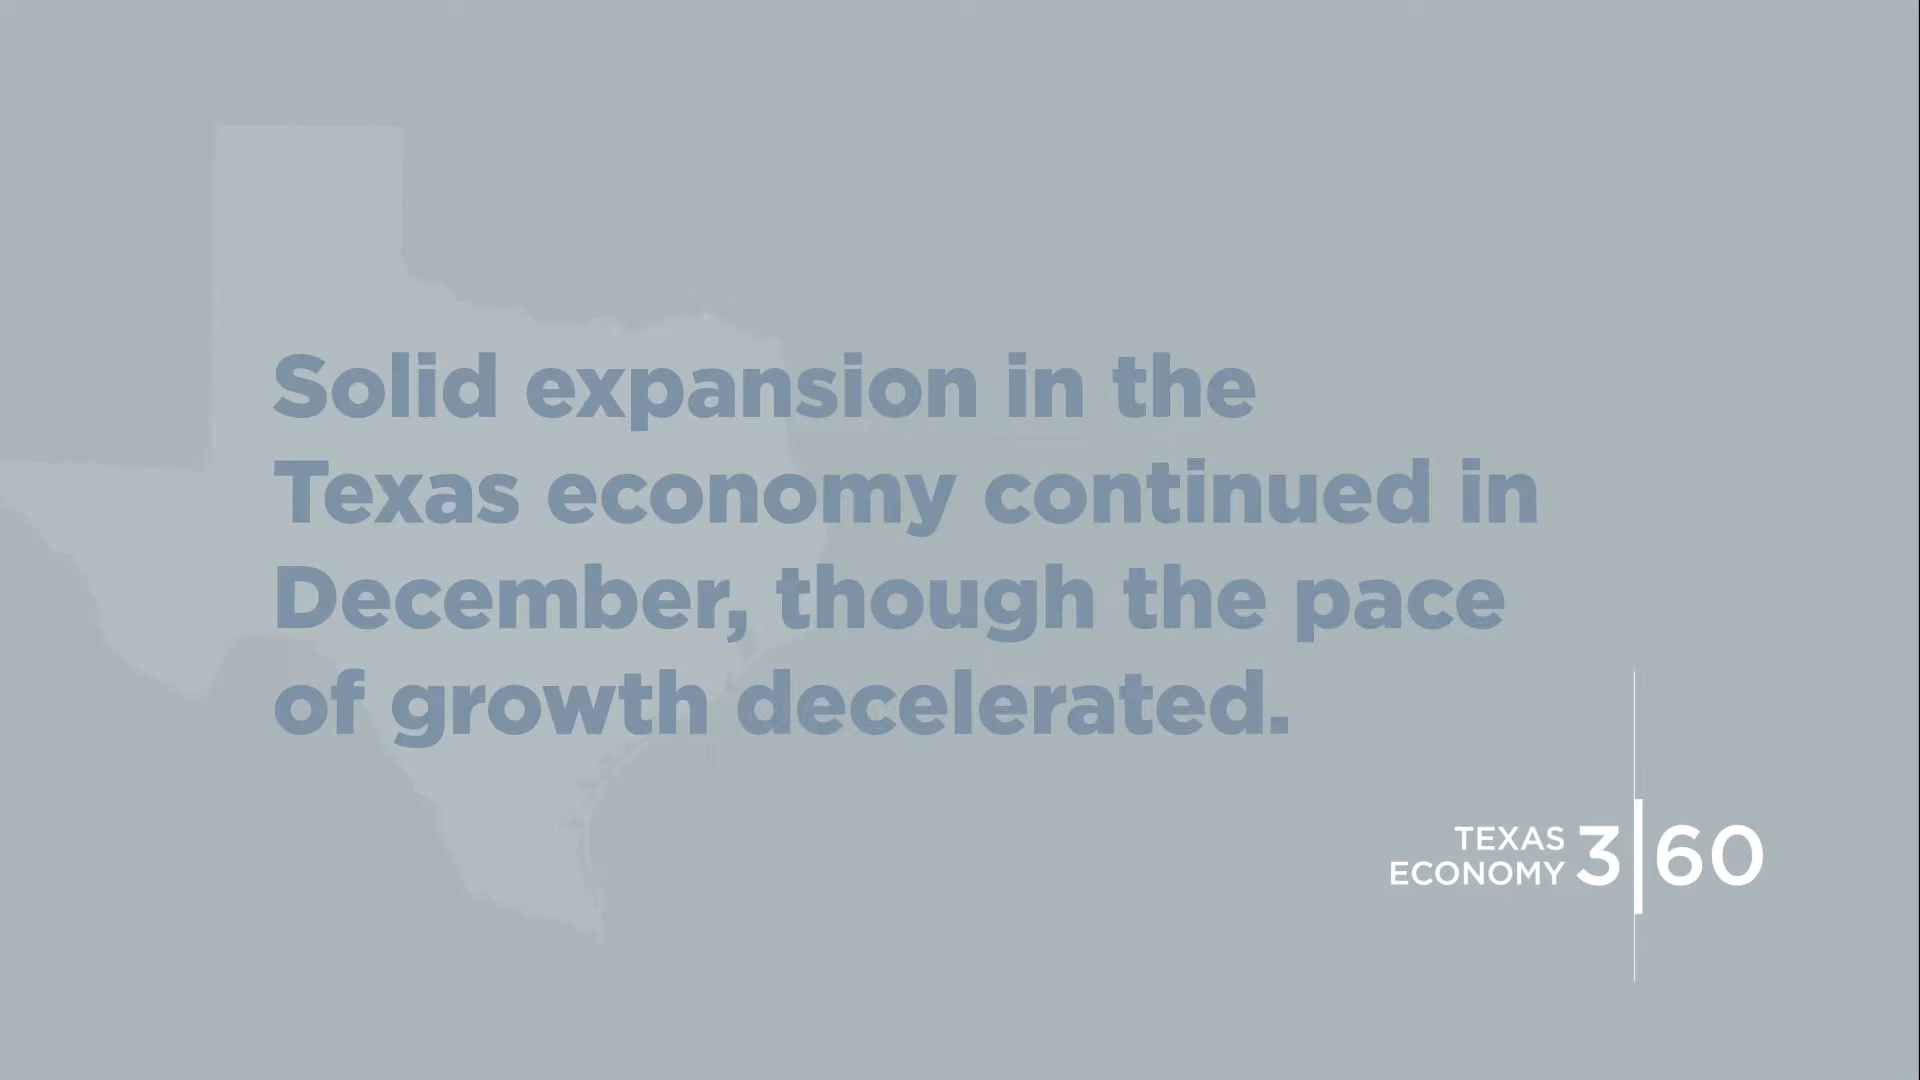 Solid expansion in the
Texas economy continued in
December, though the pace
of growth decelerated.
TEXAS
ECONOMY 3|60